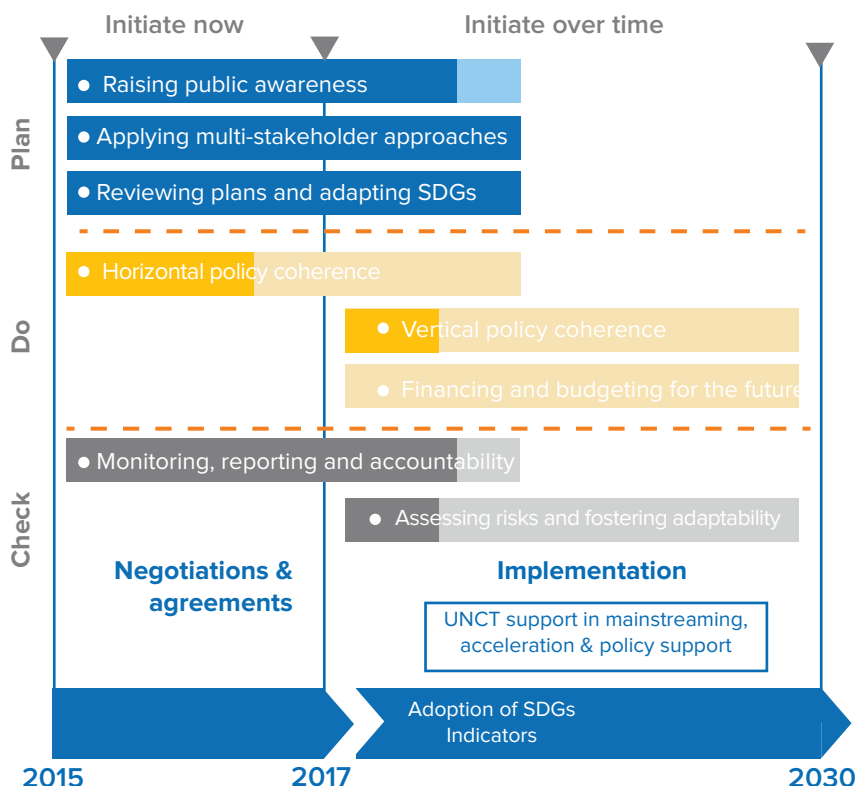 Initiate now
Initiate over time
Plan
Raising public awareness
Applying multi-stakeholder approaches
Reviewing plans and adapting SDGs
Do
Horizontal policy coherence
Vertical policy coherence
Financing and budgeting for the future
Check
Monitoring, reporting and accountability
Assessing risks and fostering adaptability
Negotiations &
agreements
Implementation
UNCT support in mainstreaming,
acceleration & policy support
Adoption of SDGs
Indicators
2015
2017
2030